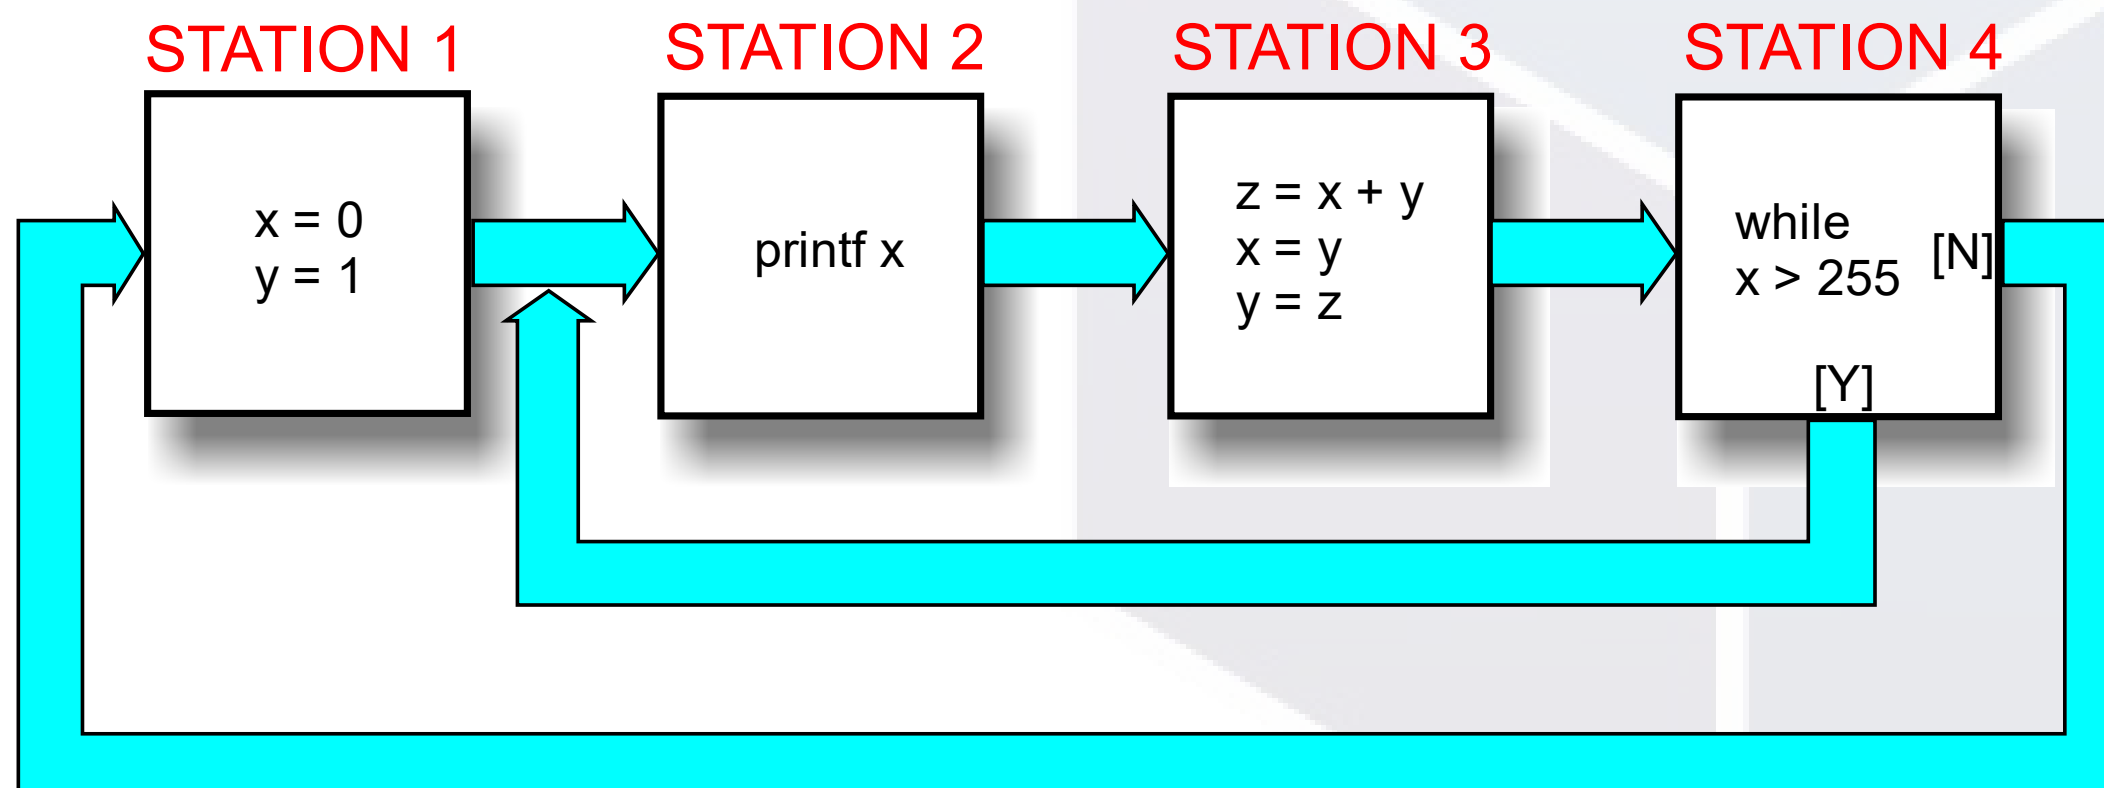 STATION 1
x = 0
y = 1
STATION 2
printf x
STATION 3
z = x + y
x = y
y = z
STATION 4
while
x > 255
[N]
[Y]